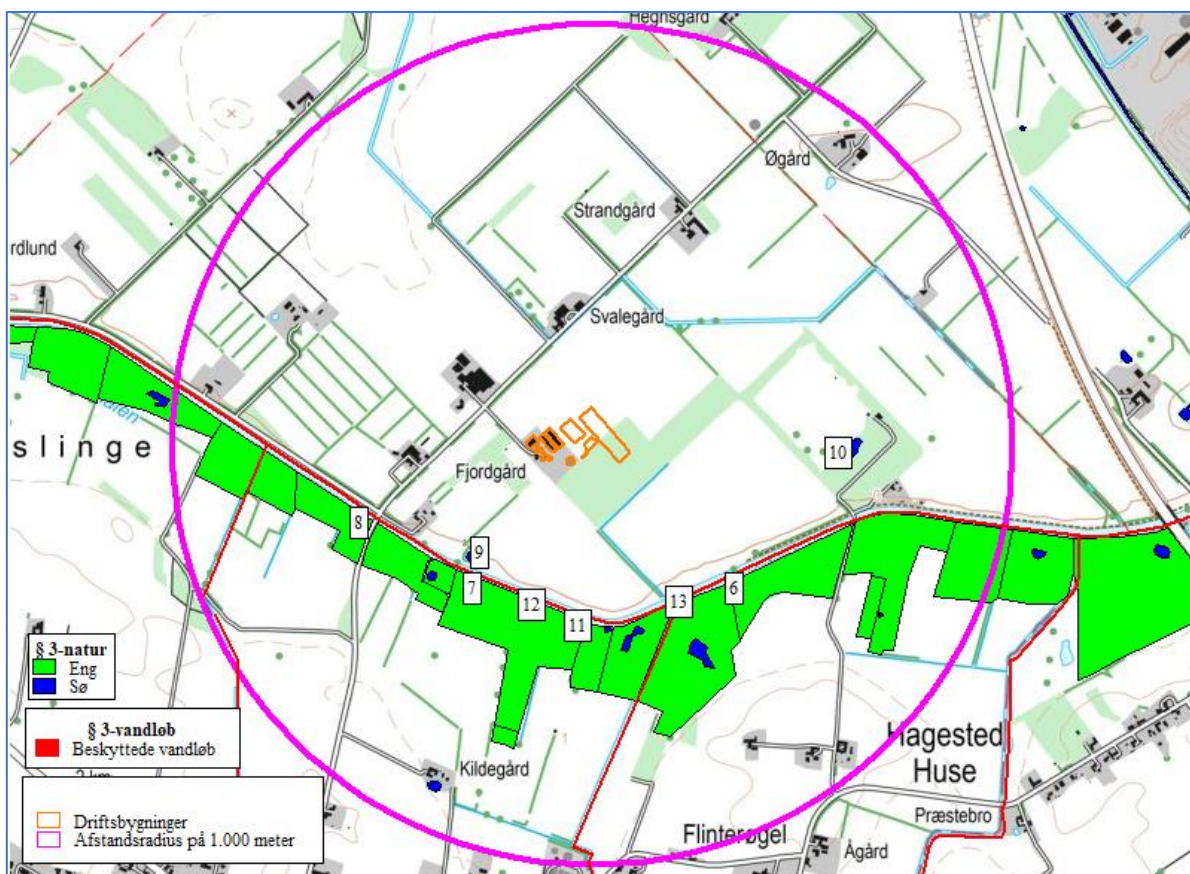 Hegnsgård
Øgård
Strandgård
rdlund
Svalegård
slinge
10
Fjordgård
8
9
7
6
12
13
11
§ 3-natur
Eng
Sø
§ 3-vandløb
Beskyttede vandløb
Kildegård
Hagested
Huse
Præstebro
Driftsbygninger
Afstandsradius på 1.000 meter
Flinterøgel
Ågård